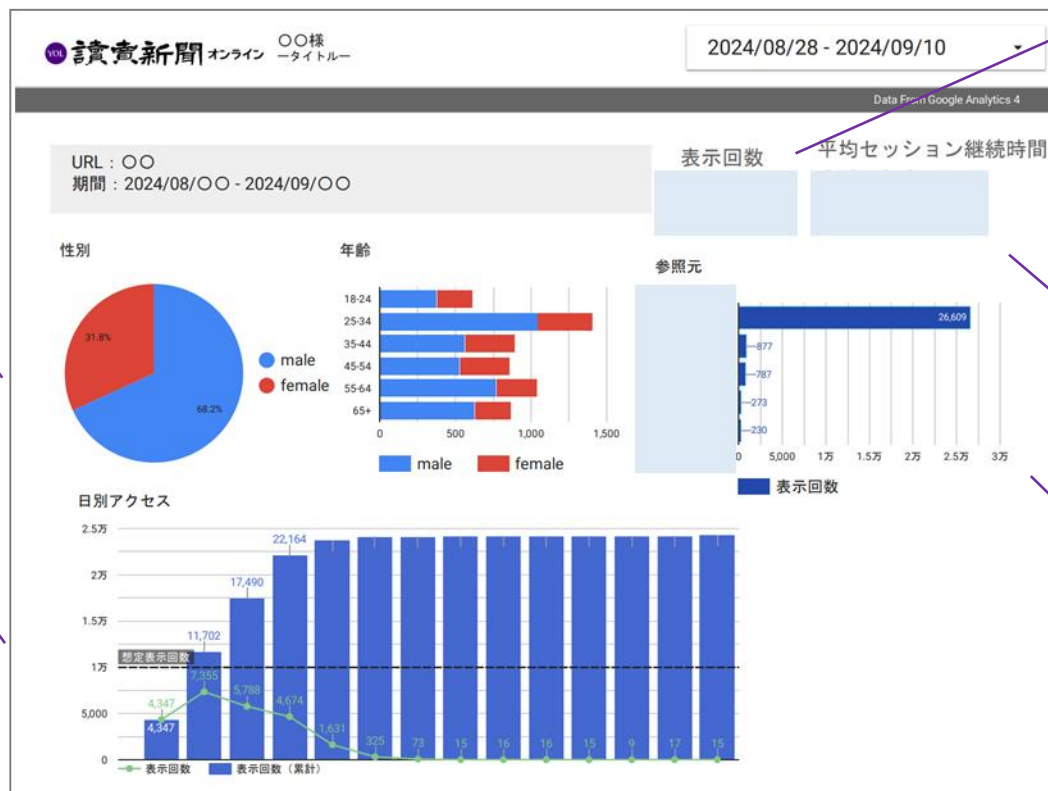 YOL 讀賣新聞 オンライン
〇〇様
ータイトルー
2024/08/28 - 2024/09/10
Data From Google Analytics 4
URL：〇〇
期間：2024/08/〇〇 - 2024/09/〇〇
表示回数
平均セッション継続時間
性別
31.8%
68.2%
male
female
年齢
18-24
25-34
35-44
45-54
55-64
65+
0 500 1,000 1,500
male female
参照元
26,609
877
787
273
230
0 5,000 1万 1.5万 2万 2.5万 3万
表示回数
日別アクセス
2.5万
2万
1.5万
1万
5,000
0
想定表示回数
4,347 11,702 17,490 22,164
4,347 7,355 5,788 4,674 1,631 325 73 15 16 16 15 9 17 15
表示回数 表示回数（累計）